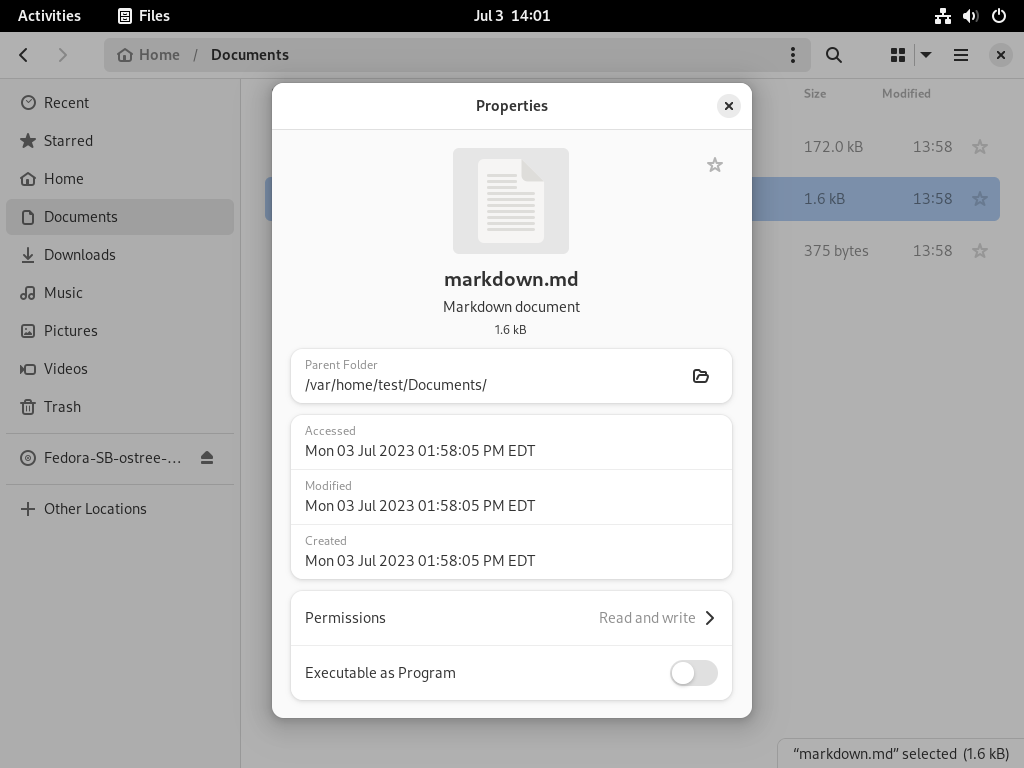 Activities Files Jul 3 14:01
Home / Documents
Recent
Starred
Home
Documents
Downloads
Music
Pictures
Videos
Trash
Fedora-SB-ostree-…
Other Locations
Size Modified
172.0 kB 13:58
1.6 kB 13:58
375 bytes 13:58
Properties
markdown.md
Markdown document
1.6 kB
Parent Folder
/var/home/test/Documents/
Accessed
Mon 03 Jul 2023 01:58:05 PM EDT
Modified
Mon 03 Jul 2023 01:58:05 PM EDT
Created
Mon 03 Jul 2023 01:58:05 PM EDT
Permissions Read and write
Executable as Program
“markdown.md” selected (1.6 kB)